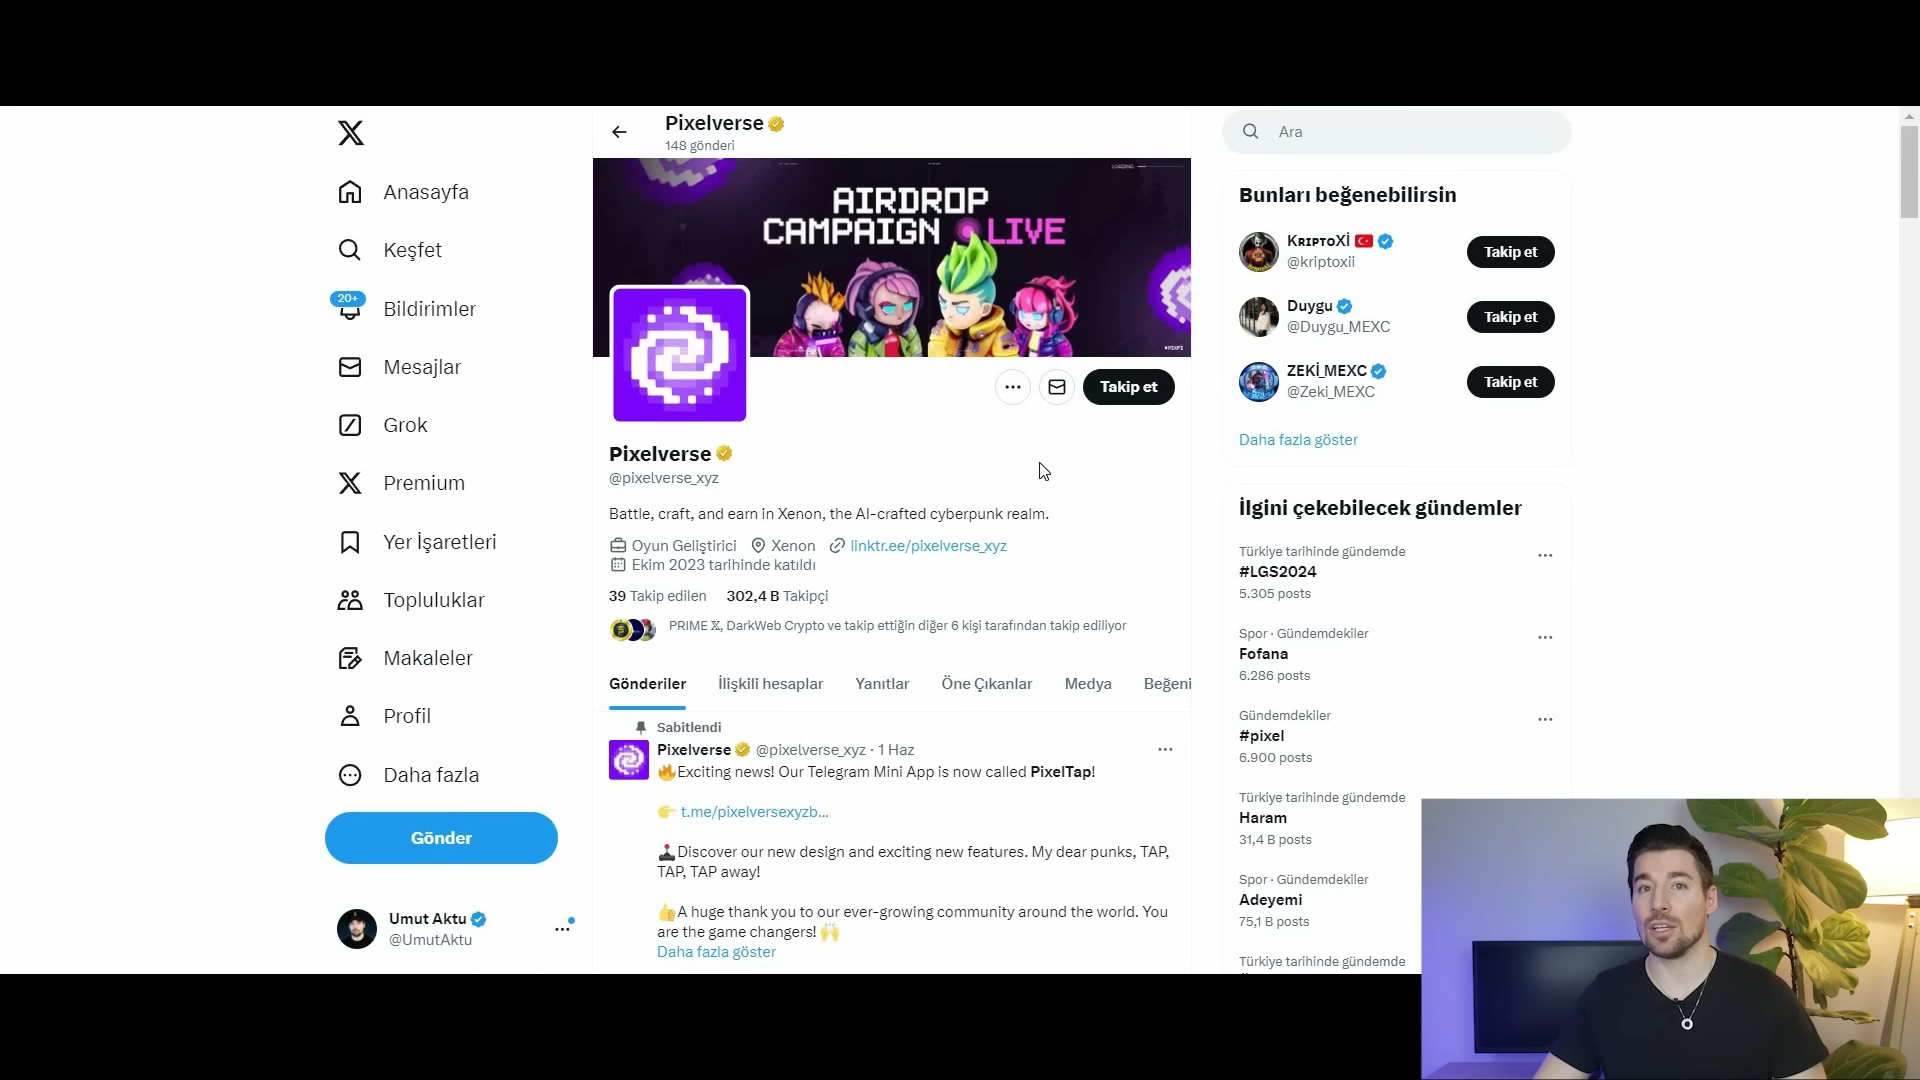 Anasayfa
Keşfet
20+
Bildirimler
Mesajlar
Grok
Premium
Yer İşaretleri
Topluluklar
Makaleler
Profil
Daha fazla
Gönder
Umut Aktu
@UmutAktu
Pixelverse
148 gönderi
LOADING
AIRDROP
CAMPAIGN LIVE
#PIXFI
Takip et
Pixelverse
@pixelverse_xyz
Battle, craft, and earn in Xenon, the AI-crafted cyberpunk realm.
Oyun Geliştirici Xenon linktr.ee/pixelverse_xyz
Ekim 2023 tarihinde katıldı
39 Takip edilen 302,4 B Takipçi
PRIME 𝕏, DarkWeb Crypto ve takip ettiğin diğer 6 kişi tarafından takip ediliyor
Gönderiler İlişkili hesaplar Yanıtlar Öne Çıkanlar Medya Beğeni
Sabitlendi
Pixelverse @pixelverse_xyz · 1 Haz
🔥Exciting news! Our Telegram Mini App is now called PixelTap!
👉 t.me/pixelversexyzb...
🕹️Discover our new design and exciting new features. My dear punks, TAP,
TAP, TAP away!
👍A huge thank you to our ever-growing community around the world. You
are the game changers! 🙌
Daha fazla göster
Ara
Bunları beğenebilirsin
KʀɪᴘᴛᴏXİ 🇹🇷
@kriptoxii
Takip et
Duygu
@Duygu_MEXC
Takip et
ZEKİ_MEXC
@Zeki_MEXC
Takip et
Daha fazla göster
İlgini çekebilecek gündemler
Türkiye tarihinde gündemde
#LGS2024
5.305 posts
Spor · Gündemdekiler
Fofana
6.286 posts
Gündemdekiler
#pixel
6.900 posts
Türkiye tarihinde gündemde
Haram
31,4 B posts
Spor · Gündemdekiler
Adeyemi
75,1 B posts
Türkiye tarihinde gündemde